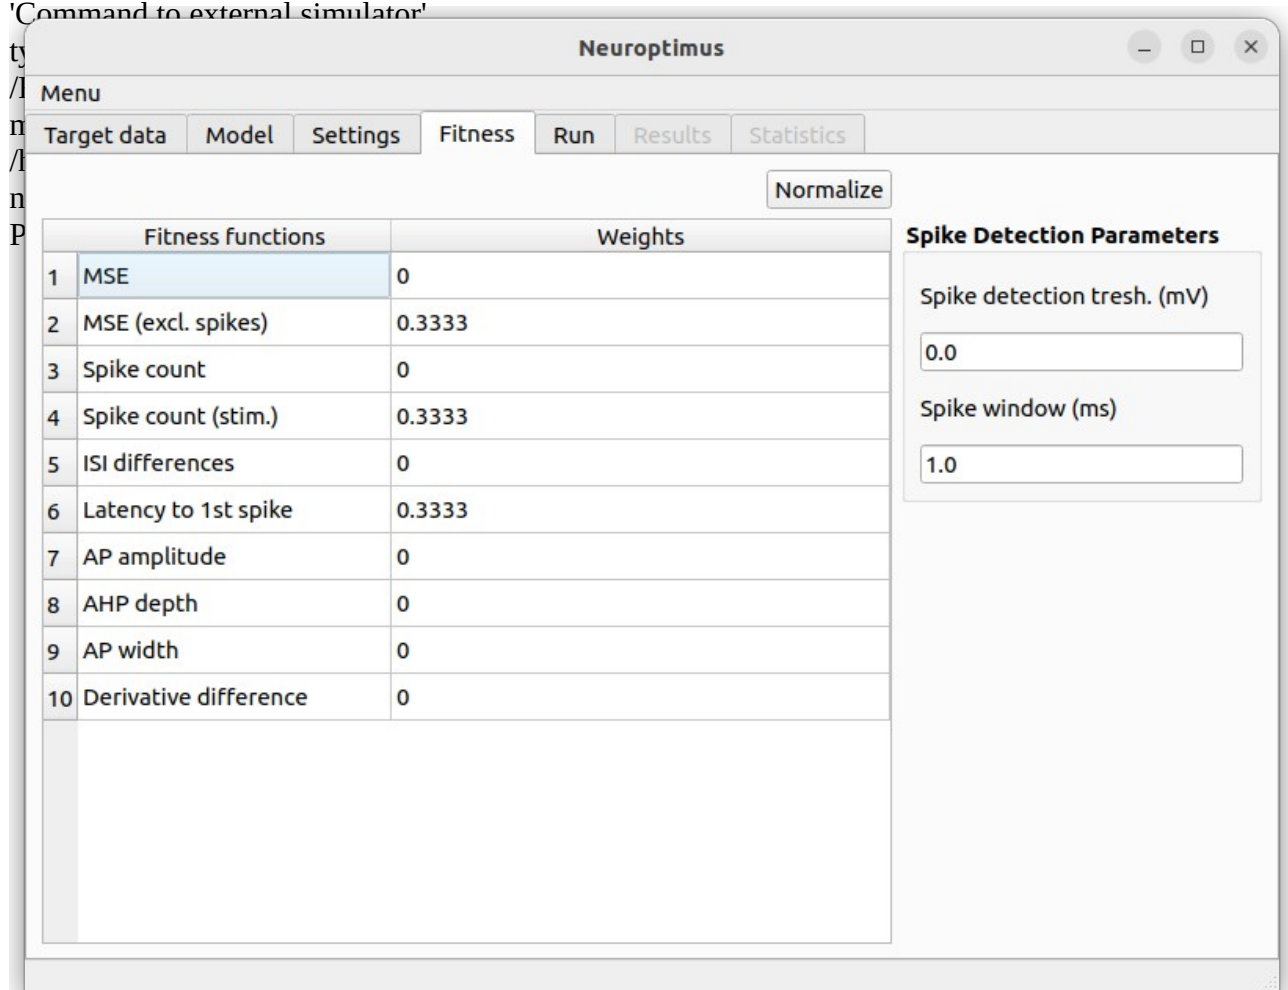 'Command to external simulator'
Neuroptimus
Menu
Target data Model Settings Fitness Run Results Statistics
Normalize
Fitness functions Weights
1 MSE 0
2 MSE (excl. spikes) 0.3333
3 Spike count 0
4 Spike count (stim.) 0.3333
5 ISI differences 0
6 Latency to 1st spike 0.3333
7 AP amplitude 0
8 AHP depth 0
9 AP width 0
10 Derivative difference 0
Spike Detection Parameters
Spike detection tresh. (mV)
0.0
Spike window (ms)
1.0